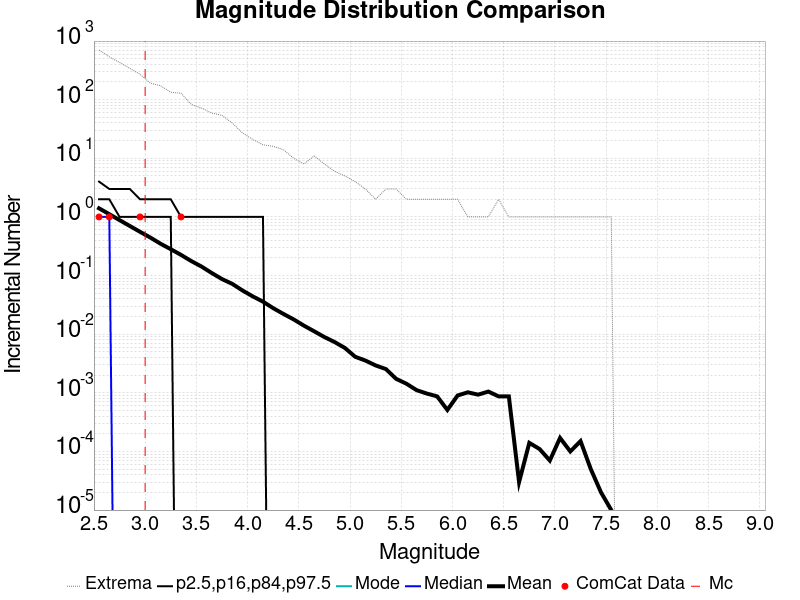 Magnitude Distribution Comparison
10^3
10^2
10^1
10^0
10^-1
10^-2
10^-3
10^-4
10^-5
Incremental Number
2.5 3.0 3.5 4.0 4.5 5.0 5.5 6.0 6.5 7.0 7.5 8.0 8.5 9.0
Magnitude
Extrema p2.5,p16,p84,p97.5 Mode Median Mean ComCat Data Mc